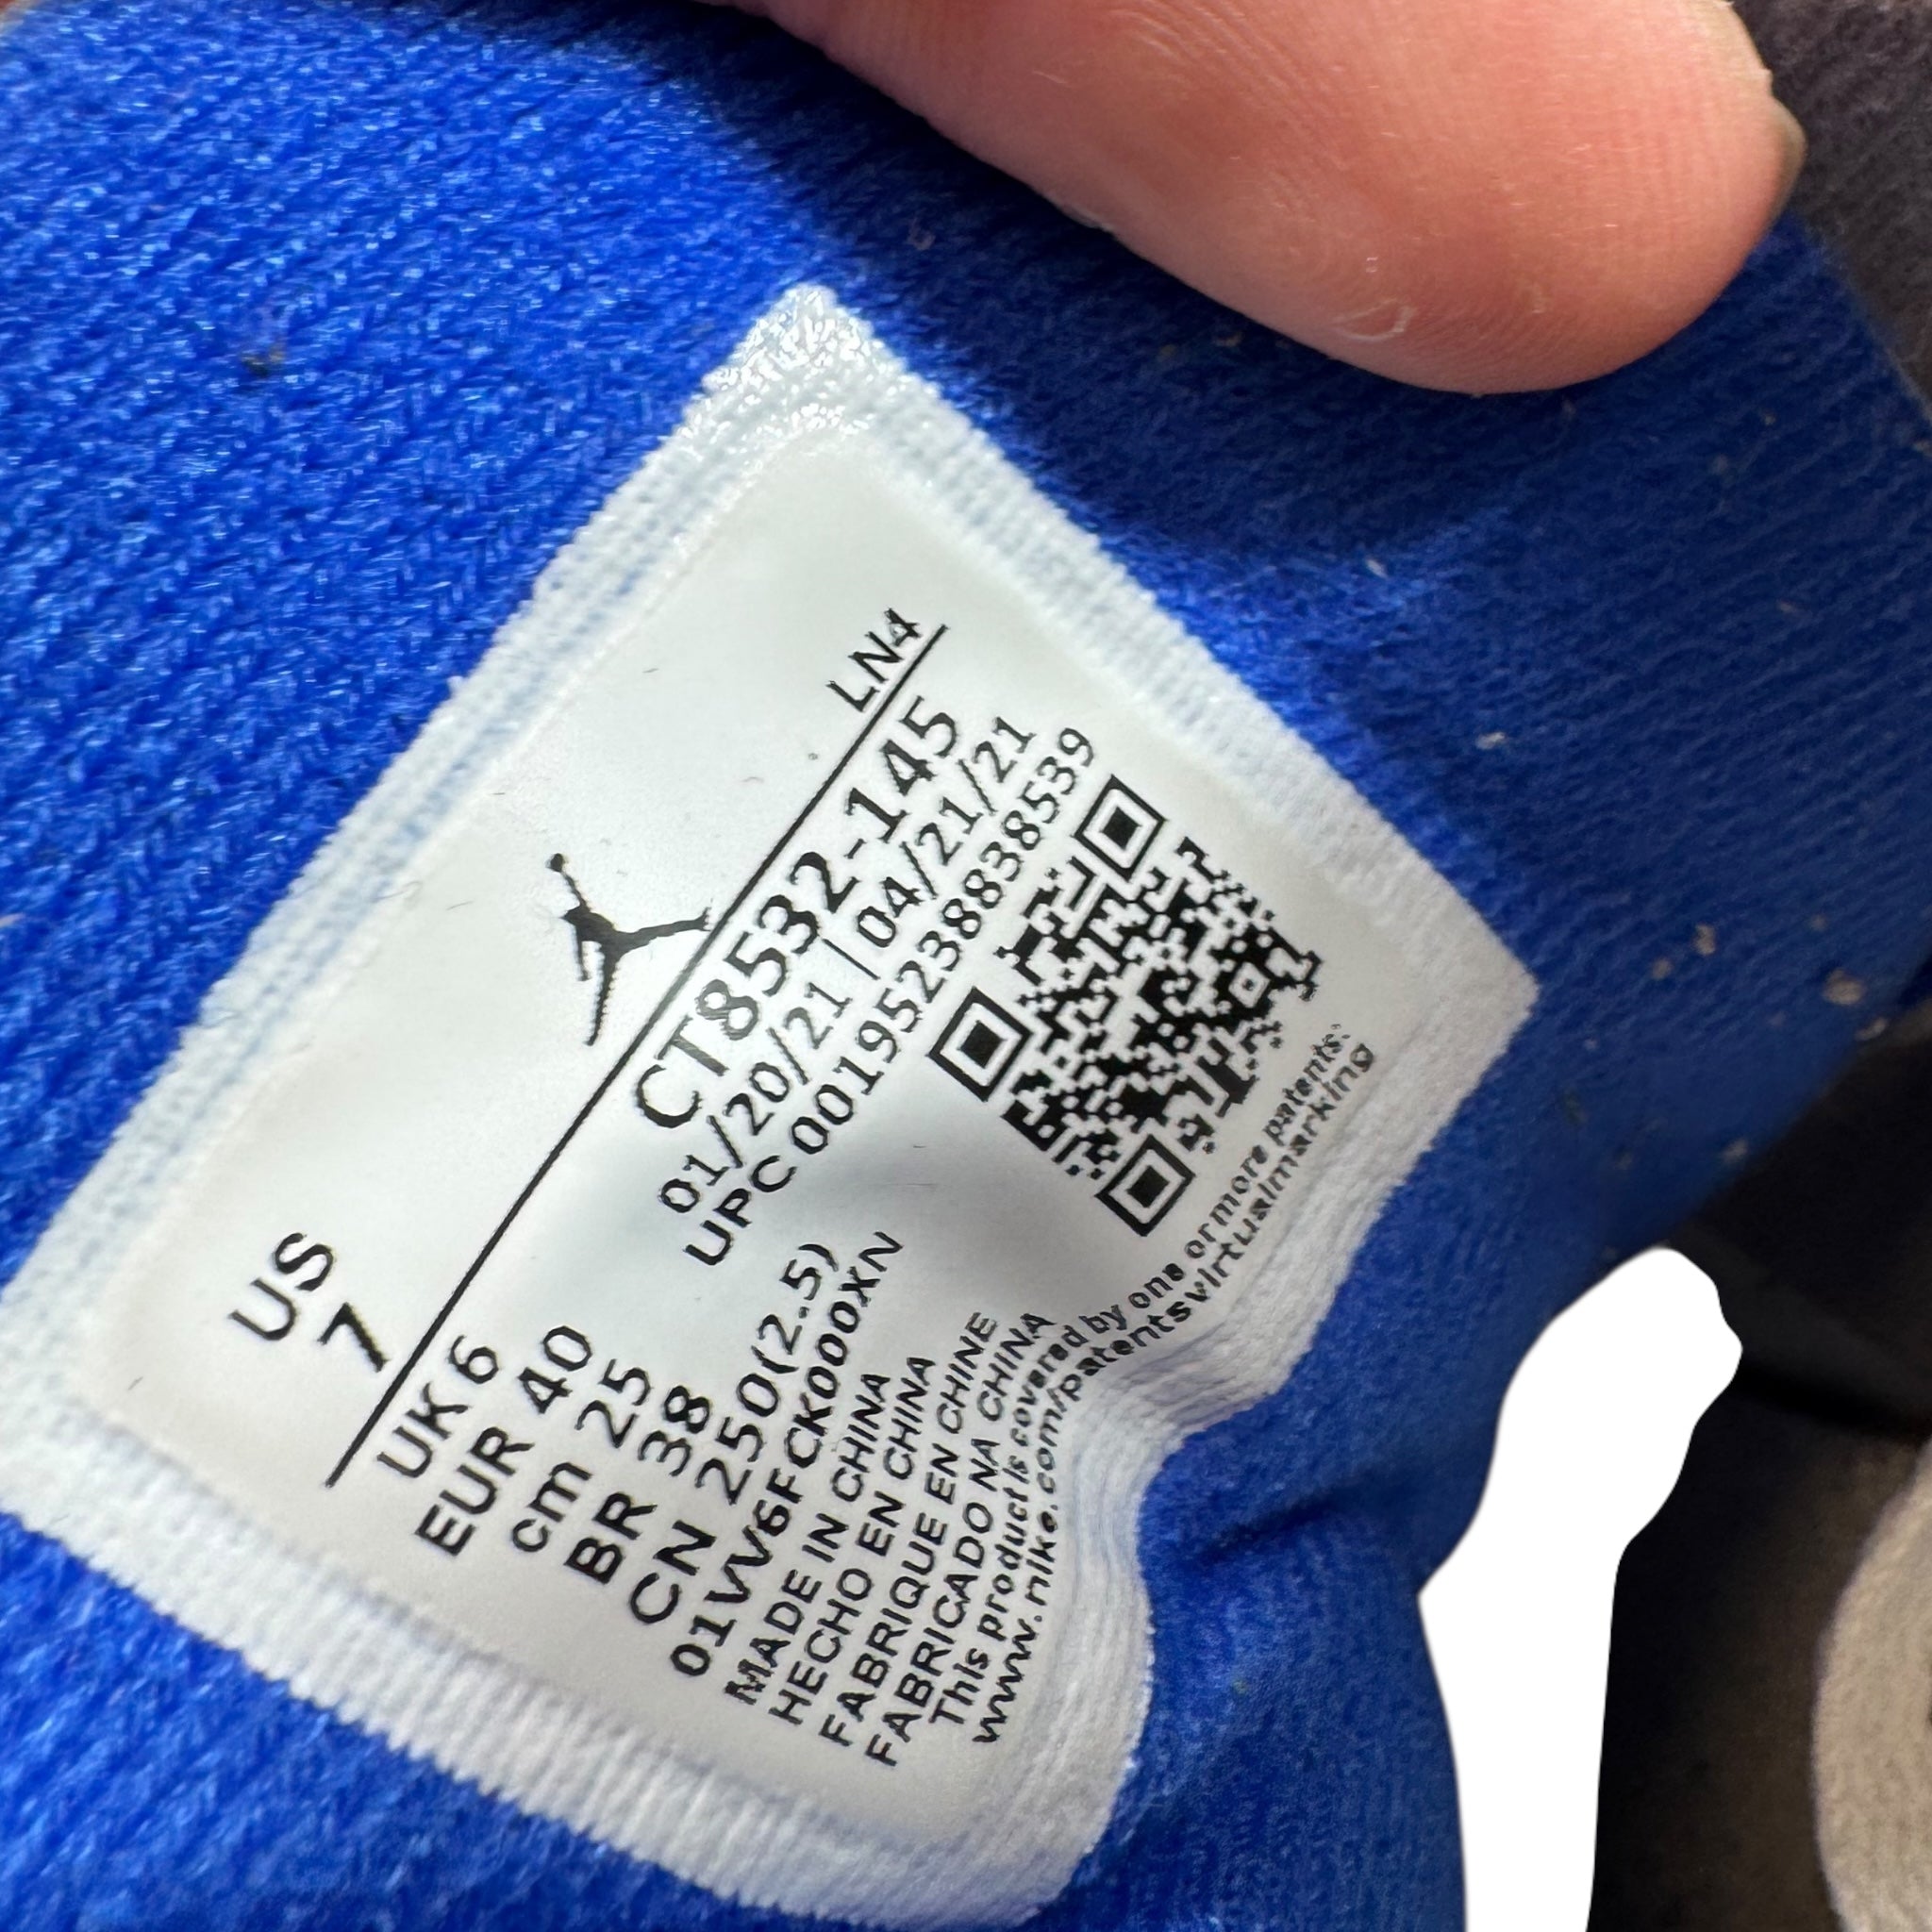 LN4
US
7
CT8532-145
01/20/21 | 04/21/21
UPC 00195238838539
UK 6
EUR 40
cm 25
BR 38
CN 250(2.5)
01VV6FCK000XN
MADE IN CHINA
HECHO EN CHINA
FABRIQUE EN CHINE
FABRICADO NA CHINA
This product is covered by one or more patents.
www.nike.com/patentsvirtualmarking